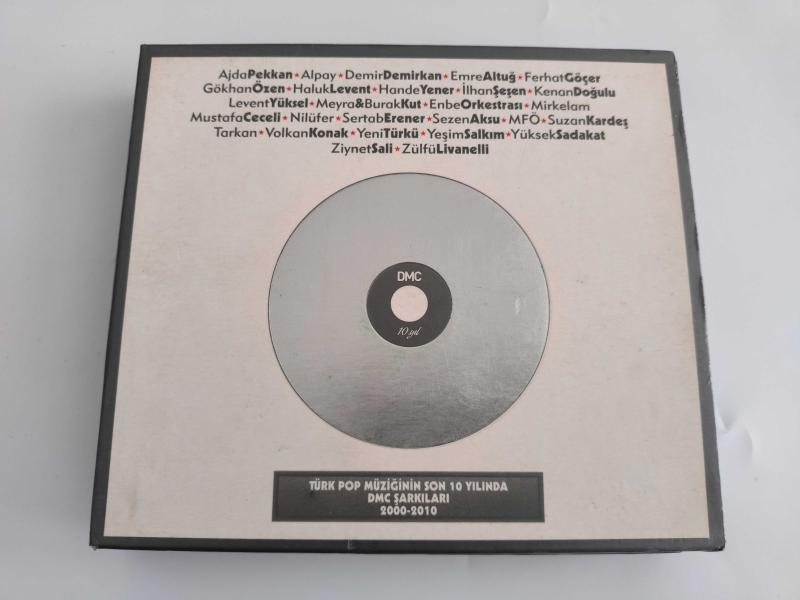 AjdaPekkan★Alpay★DemirDemirkan★EmreAltuğ★FerhatGöçer
GökhanÖzen★HalukLevent★HandeYener★İlhanŞeşen★KenanDoğulu
LeventYüksel★Meyra&BurakKut★EnbeOrkestrası★Mirkelam
MustafaCeceli★Nilüfer★SertabErener★SezenAksu★MFÖ★SuzanKardeş
Tarkan★VolkanKonak★YeniTürkü★YeşimSalkım★YüksekSadakat
ZiynetSali★ZülfüLivanelli
DMC
10 yıl
TÜRK POP MÜZİĞİNİN SON 10 YILINDA
DMC ŞARKILARI
2000-2010